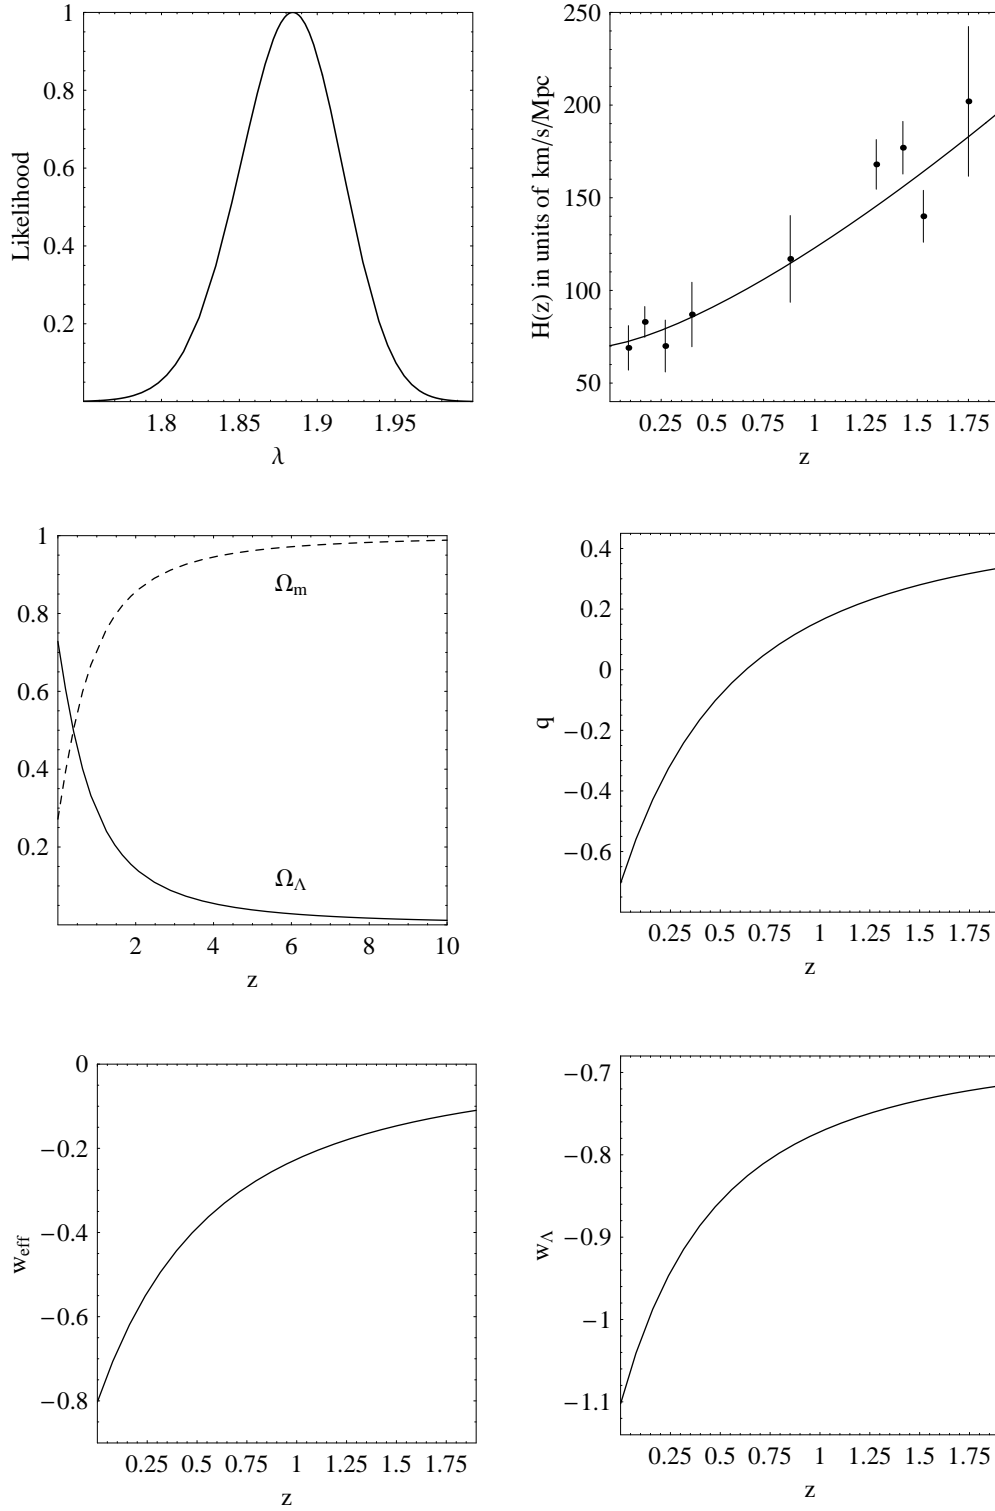 1
0.8
0.6
0.4
0.2
Likelihood
1.8 1.85 1.9 1.95
λ
250
200
150
100
50
H(z) in units of km/s/Mpc
0.25 0.5 0.75 1 1.25 1.5 1.75
z
1
0.8
0.6
0.4
0.2
Ωm
ΩΛ
2 4 6 8 10
z
0.4
0.2
0
−0.2
−0.4
−0.6
q
0.25 0.5 0.75 1 1.25 1.5 1.75
z
0
−0.2
−0.4
−0.6
−0.8
weff
0.25 0.5 0.75 1 1.25 1.5 1.75
z
−0.7
−0.8
−0.9
−1
−1.1
wΛ
0.25 0.5 0.75 1 1.25 1.5 1.75
z